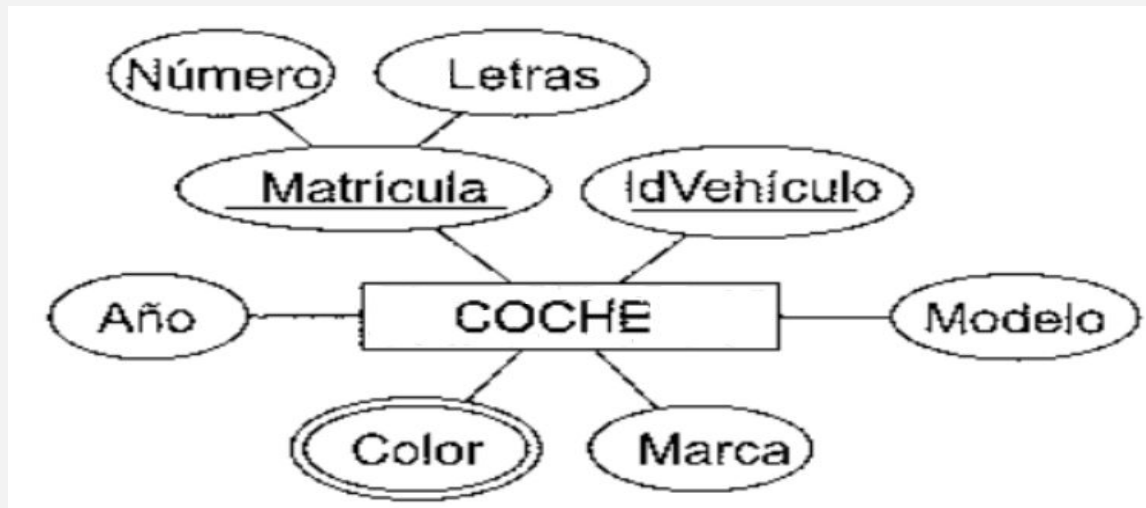 Número
Letras
Matrícula
IdVehículo
Año
COCHE
Modelo
Color
Marca